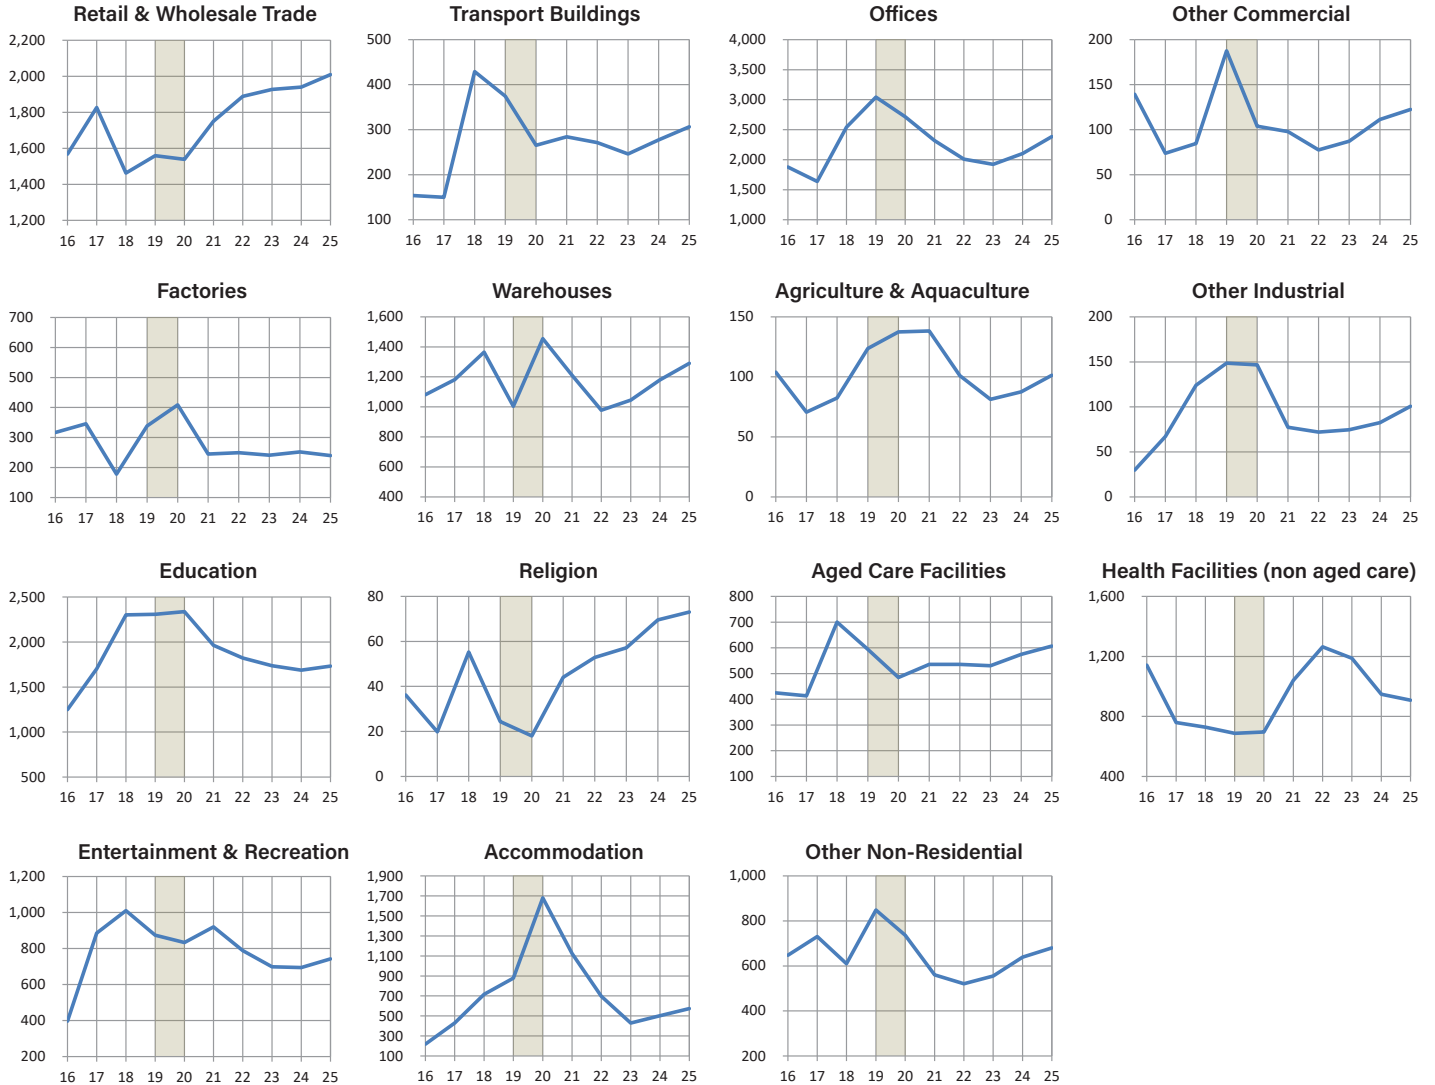 Retail & Wholesale Trade
2,200
2,000
1,800
1,600
1,400
1,200
16 17 18 19 20 21 22 23 24 25
Transport Buildings
500
400
300
200
100
16 17 18 19 20 21 22 23 24 25
Offices
4,000
3,500
3,000
2,500
2,000
1,500
1,000
16 17 18 19 20 21 22 23 24 25
Other Commercial
200
150
100
50
0
16 17 18 19 20 21 22 23 24 25
Factories
700
600
500
400
300
200
100
16 17 18 19 20 21 22 23 24 25
Warehouses
1,600
1,400
1,200
1,000
800
600
400
16 17 18 19 20 21 22 23 24 25
Agriculture & Aquaculture
150
100
50
0
16 17 18 19 20 21 22 23 24 25
Other Industrial
200
150
100
50
0
16 17 18 19 20 21 22 23 24 25
Education
2,500
2,000
1,500
1,000
500
16 17 18 19 20 21 22 23 24 25
Religion
80
60
40
20
0
16 17 18 19 20 21 22 23 24 25
Aged Care Facilities
800
700
600
500
400
300
200
100
16 17 18 19 20 21 22 23 24 25
Health Facilities (non aged care)
1,600
1,200
800
400
16 17 18 19 20 21 22 23 24 25
Entertainment & Recreation
1,200
1,000
800
600
400
200
16 17 18 19 20 21 22 23 24 25
Accommodation
1,900
1,700
1,500
1,300
1,100
900
700
500
300
100
16 17 18 19 20 21 22 23 24 25
Other Non-Residential
1,000
800
600
400
200
16 17 18 19 20 21 22 23 24 25